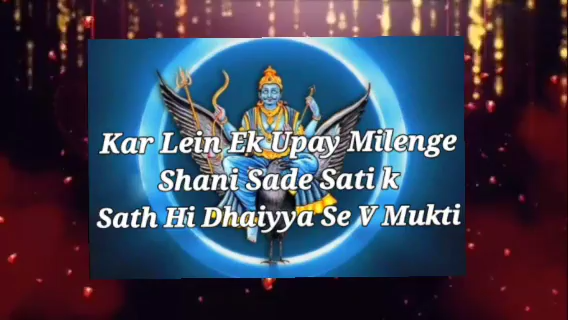 Kar Lein Ek Upay Milenge
Shani Sade Sati k
Sath Hi Dhaiyya Se V Mukti